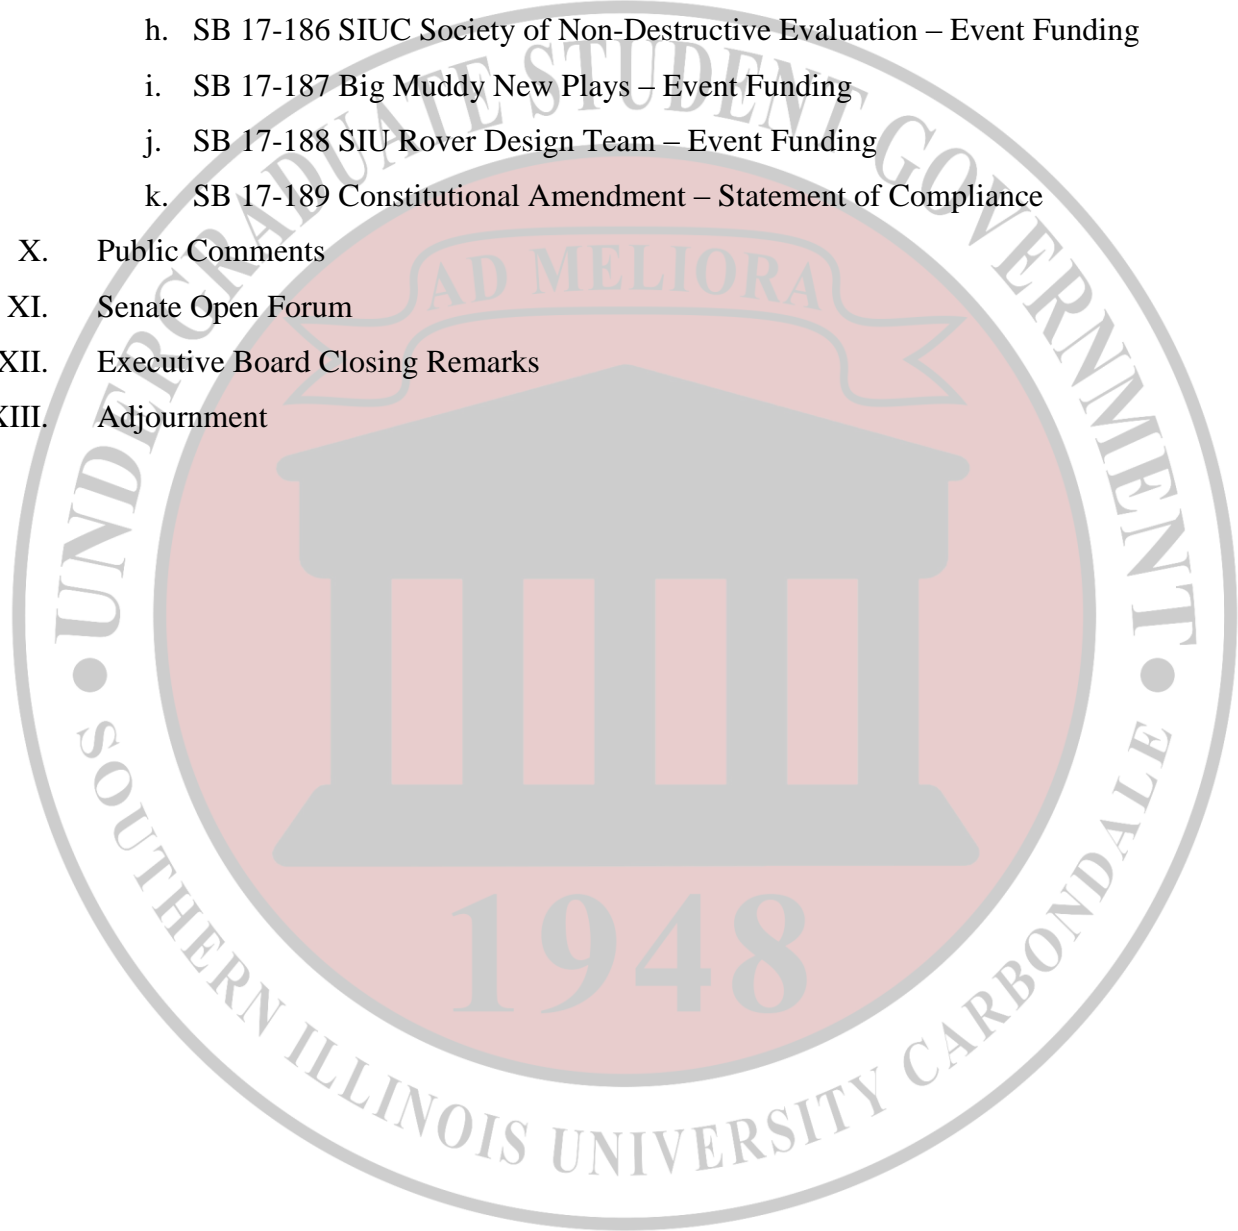 h. SB 17-186 SIUC Society of Non-Destructive Evaluation – Event Funding
i. SB 17-187 Big Muddy New Plays – Event Funding
j. SB 17-188 SIU Rover Design Team – Event Funding
k. SB 17-189 Constitutional Amendment – Statement of Compliance
X. Public Comments
XI. Senate Open Forum
XII. Executive Board Closing Remarks
XIII. Adjournment
• UNDERGRADUATE STUDENT GOVERNMENT •
AD MELIORA
1948
SOUTHERN ILLINOIS UNIVERSITY CARBONDALE